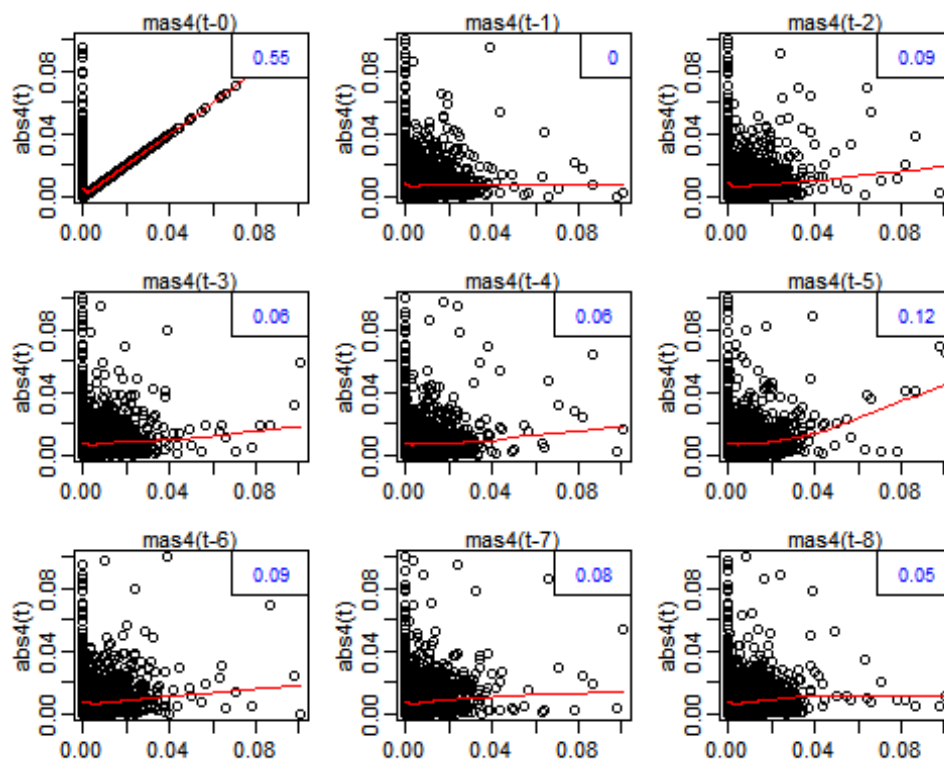 mas4(t-0) mas4(t-1) mas4(t-2)
0.55 0 0.09
abs4(t) abs4(t) abs4(t)
0.08 0.08 0.08
0.04 0.04 0.04
0.00 0.00 0.00
0.00 0.04 0.08 0.00 0.04 0.08 0.00 0.04 0.08
mas4(t-3) mas4(t-4) mas4(t-5)
0.06 0.06 0.12
abs4(t) abs4(t) abs4(t)
0.08 0.08 0.08
0.04 0.04 0.04
0.00 0.00 0.00
0.00 0.04 0.08 0.00 0.04 0.08 0.00 0.04 0.08
mas4(t-6) mas4(t-7) mas4(t-8)
0.09 0.08 0.05
abs4(t) abs4(t) abs4(t)
0.08 0.08 0.08
0.04 0.04 0.04
0.00 0.00 0.00
0.00 0.04 0.08 0.00 0.04 0.08 0.00 0.04 0.08